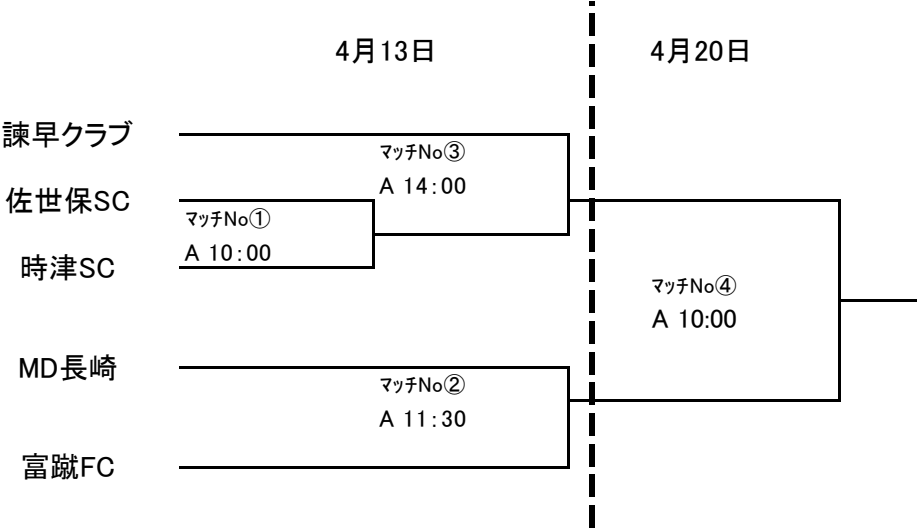 4月13日
4月20日
諫早クラブ
マッチNo③
A 14:00
佐世保SC
マッチNo①
A 10:00
時津SC
マッチNo④
A 10:00
MD長崎
マッチNo②
A 11:30
富蹴FC